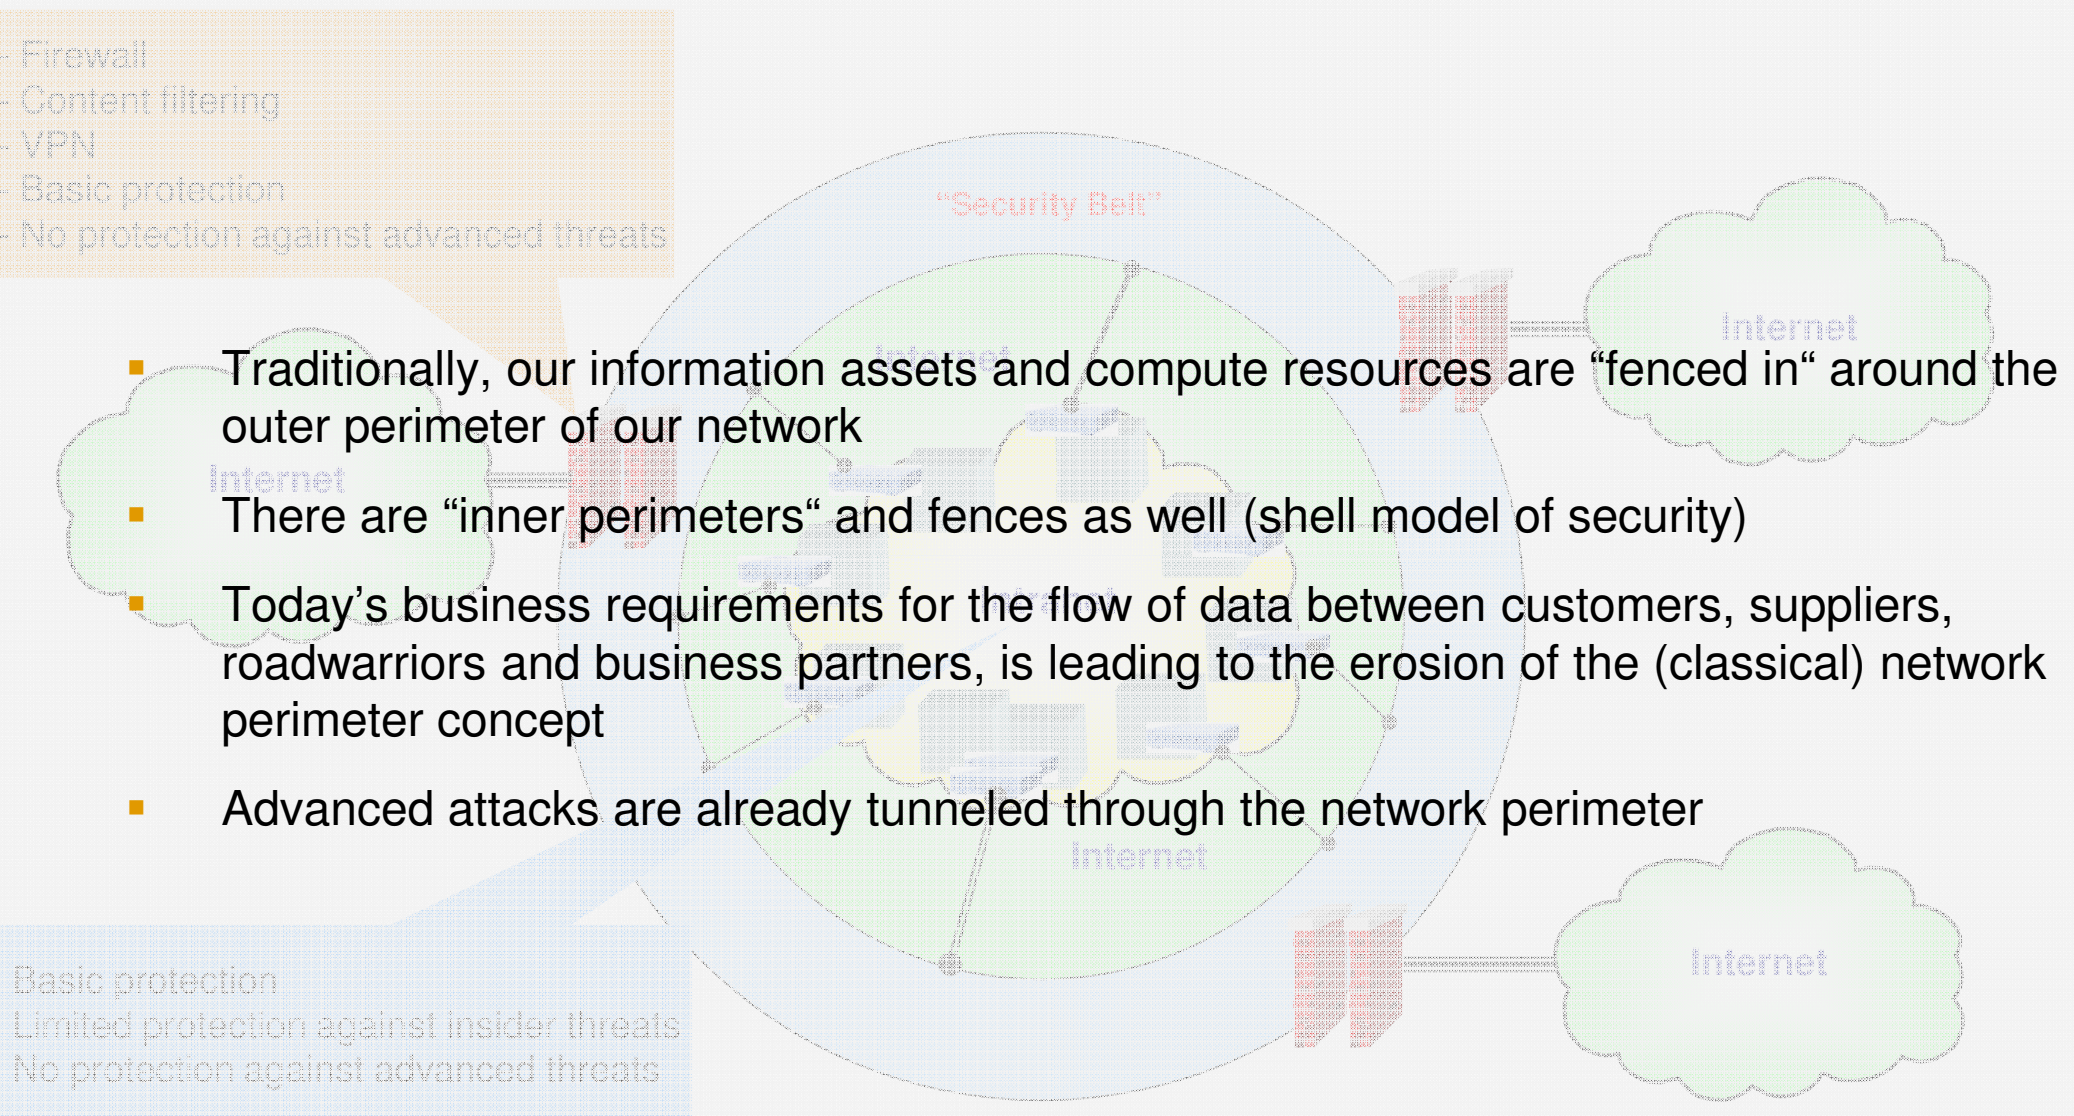 - Firewall
- Content filtering
- VPN
- Basic protection
- No protection against advanced threats
“Security Belt”
Internet
Internet
▪ Traditionally, our information assets and compute resources are “fenced in“ around the
outer perimeter of our network
Internet
▪ There are “inner perimeters“ and fences as well (shell model of security)
Intranet
▪ Today’s business requirements for the flow of data between customers, suppliers,
roadwarriors and business partners, is leading to the erosion of the (classical) network
perimeter concept
▪ Advanced attacks are already tunneled through the network perimeter
Internet
Internet
Basic protection
Limited protection against insider threats
No protection against advanced threats